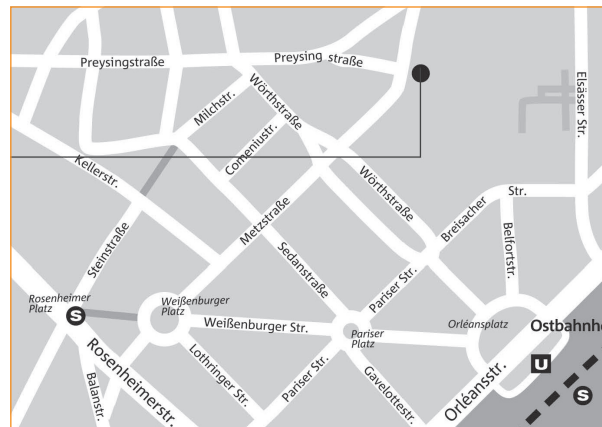 Preysingstraße
Preysing straße
Elsässer Str.
Milchstr.
Wörthstraße
Comeniustr.
Kellerstr.
Wörthstraße
Str.
Breisacher
Metzstraße
Steinstraße
Sedanstraße
Belfortstr.
Pariser Str.
Rosenheimer
Platz
S
Weißenburger
Platz
Weißenburger Str.
Pariser
Platz
Orléansplatz
Ostbahnh
Rosenheimerstr.
Lothringer Str.
Pariser Str.
Balanstr.
Gavelottestr.
Orléansstr.
U
S